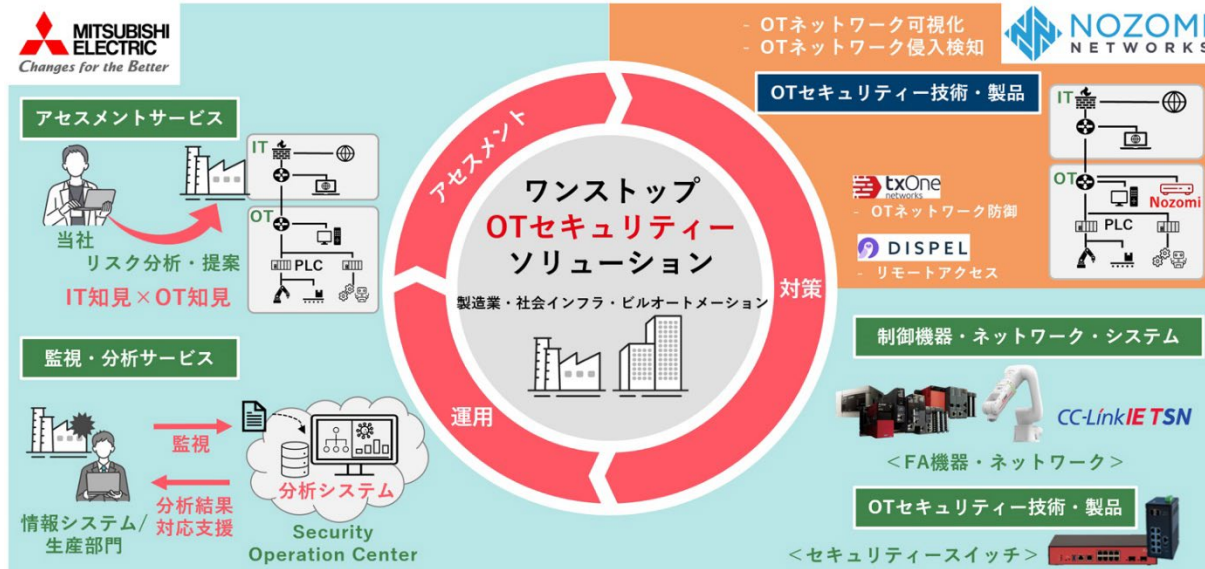 MITSUBISHI
ELECTRIC
Changes for the Better
- OTネットワーク可視化
- OTネットワーク侵入検知
NOZOMI
NETWORKS
アセスメントサービス
IT
OT
PLC
当社
リスク分析・提案
IT知見×OT知見
監視・分析サービス
監視
分析結果
対応支援
情報システム/
生産部門
分析システム
Security
Operation Center
アセスメント
対策
運用
ワンストップ
OTセキュリティー
ソリューション
製造業・社会インフラ・ビルオートメーション
OTセキュリティー技術・製品
txOne
networks
- OTネットワーク防御
DISPEL
- リモートアクセス
IT
OT
Nozomi
PLC
制御機器・ネットワーク・システム
CC-Link IE TSN
＜FA機器・ネットワーク＞
OTセキュリティー技術・製品
＜セキュリティースイッチ＞